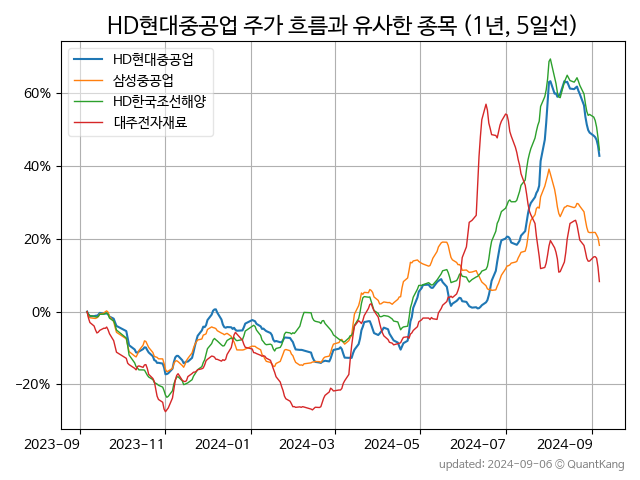 HD현대중공업 주가 흐름과 유사한 종목 (1년, 5일선)
HD현대중공업
삼성중공업
HD한국조선해양
대주전자재료
60%
40%
20%
0%
−20%
2023-09 2023-11 2024-01 2024-03 2024-05 2024-07 2024-09
updated: 2024-09-06 © QuantKang